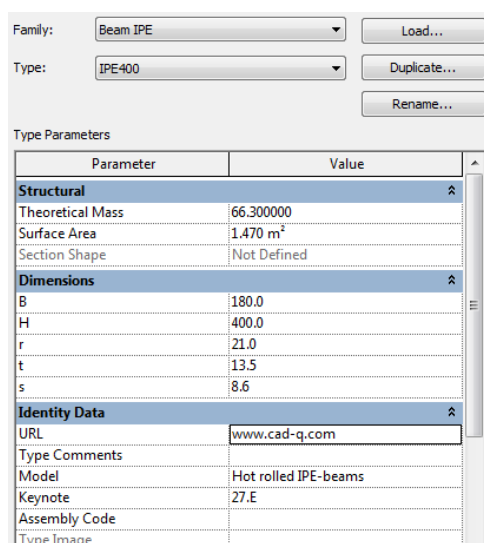 Family: Beam IPE Load...
Type: IPE400 Duplicate...
Rename...
Type Parameters
Parameter Value
Structural
Theoretical Mass 66.300000
Surface Area 1.470 m²
Section Shape Not Defined
Dimensions
B 180.0
H 400.0
r 21.0
t 13.5
s 8.6
Identity Data
URL www.cad-q.com
Type Comments
Model Hot rolled IPE-beams
Keynote 27.E
Assembly Code
Type Image